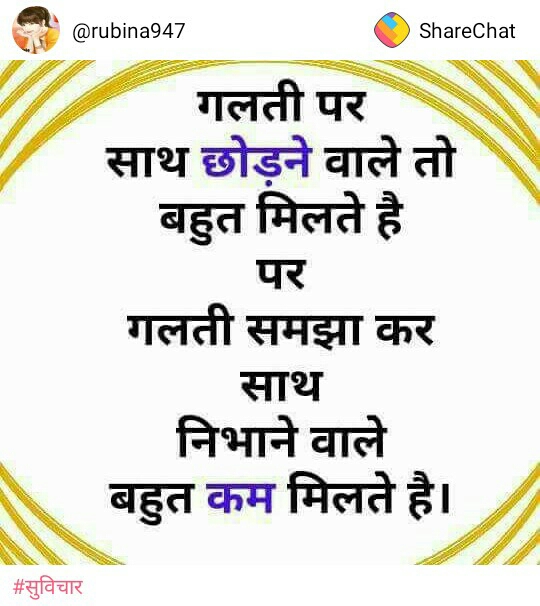 @rubina947
ShareChat
गलती पर
साथ छोड़ने वाले तो
बहुत मिलते है
पर
गलती समझा कर
साथ
निभाने वाले
बहुत कम मिलते है।
#सुविचार